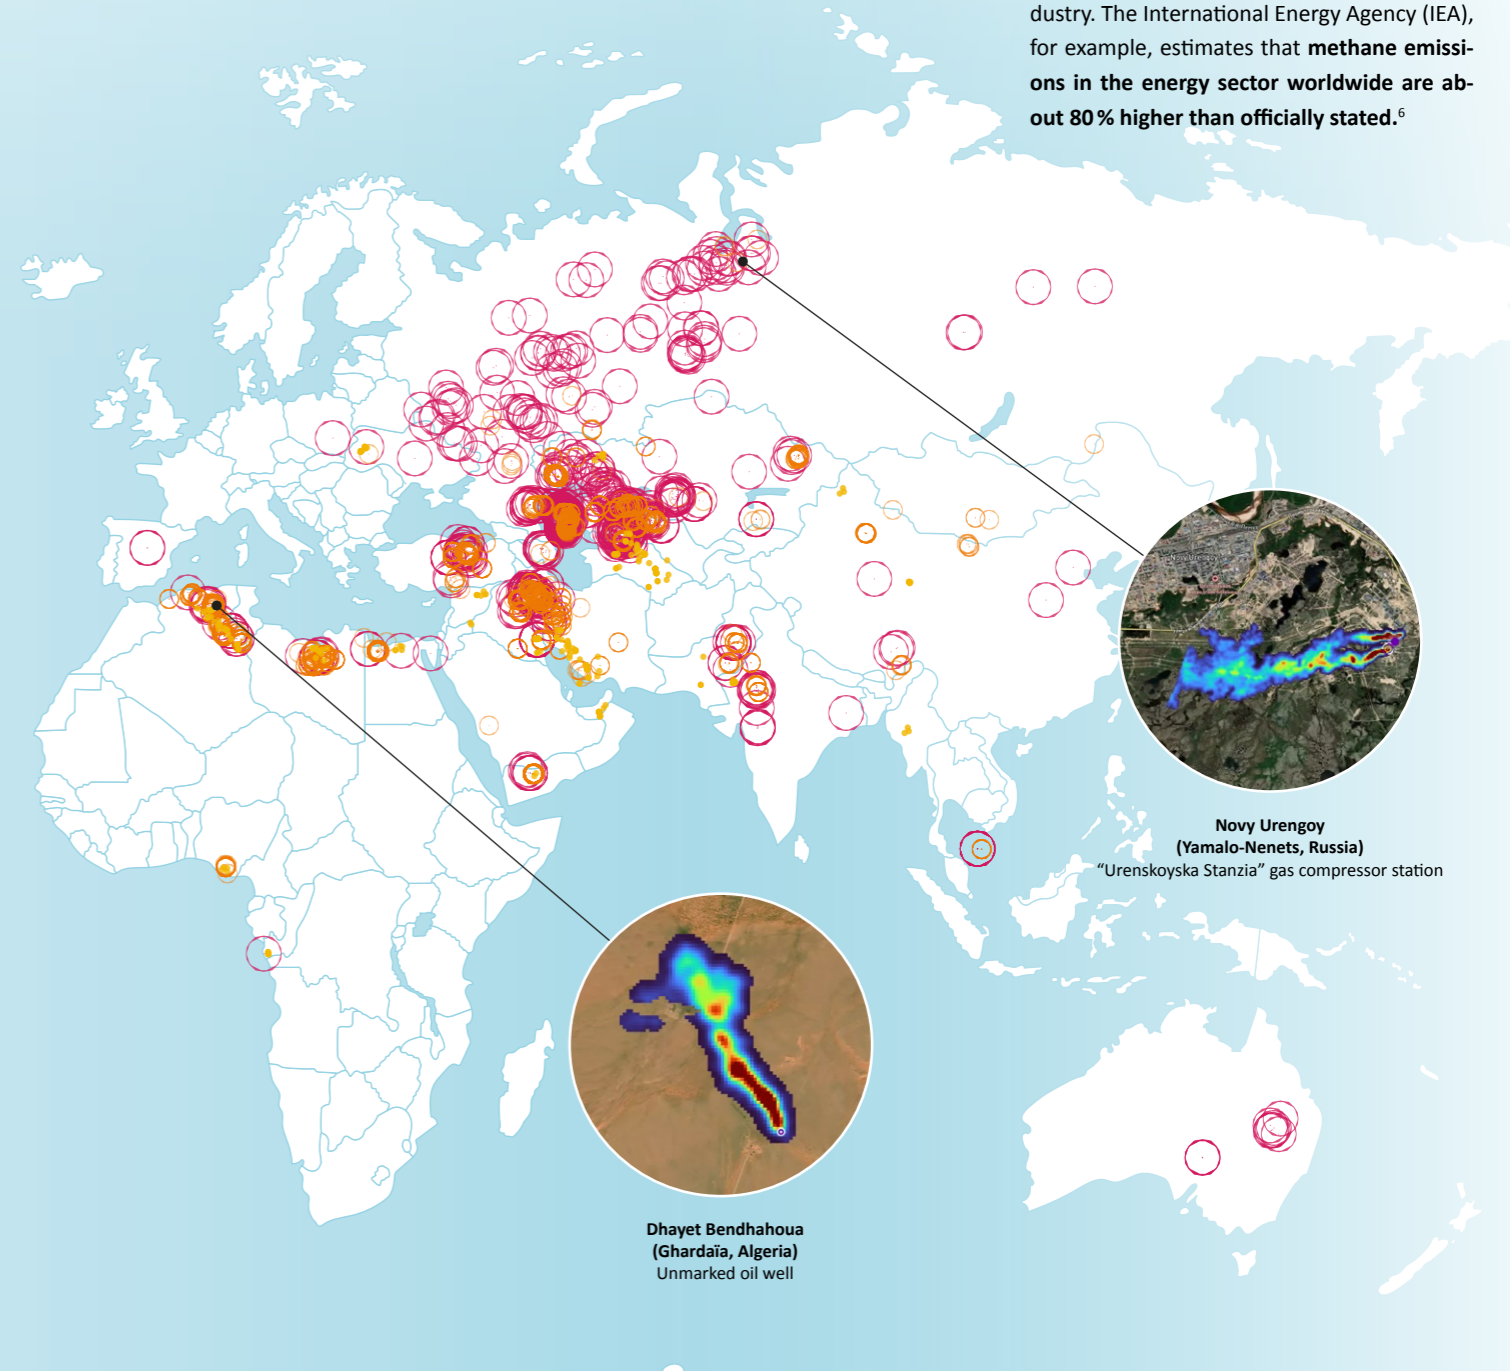 dustry. The International Energy Agency (IEA),
for example, estimates that methane emissi-
ons in the energy sector worldwide are ab-
out 80 % higher than officially stated.6
Novy Urengoy
(Yamalo-Nenets, Russia)
“Urenskoyska Stanzia” gas compressor station
Dhayet Bendhahoua
(Ghardaïa, Algeria)
Unmarked oil well